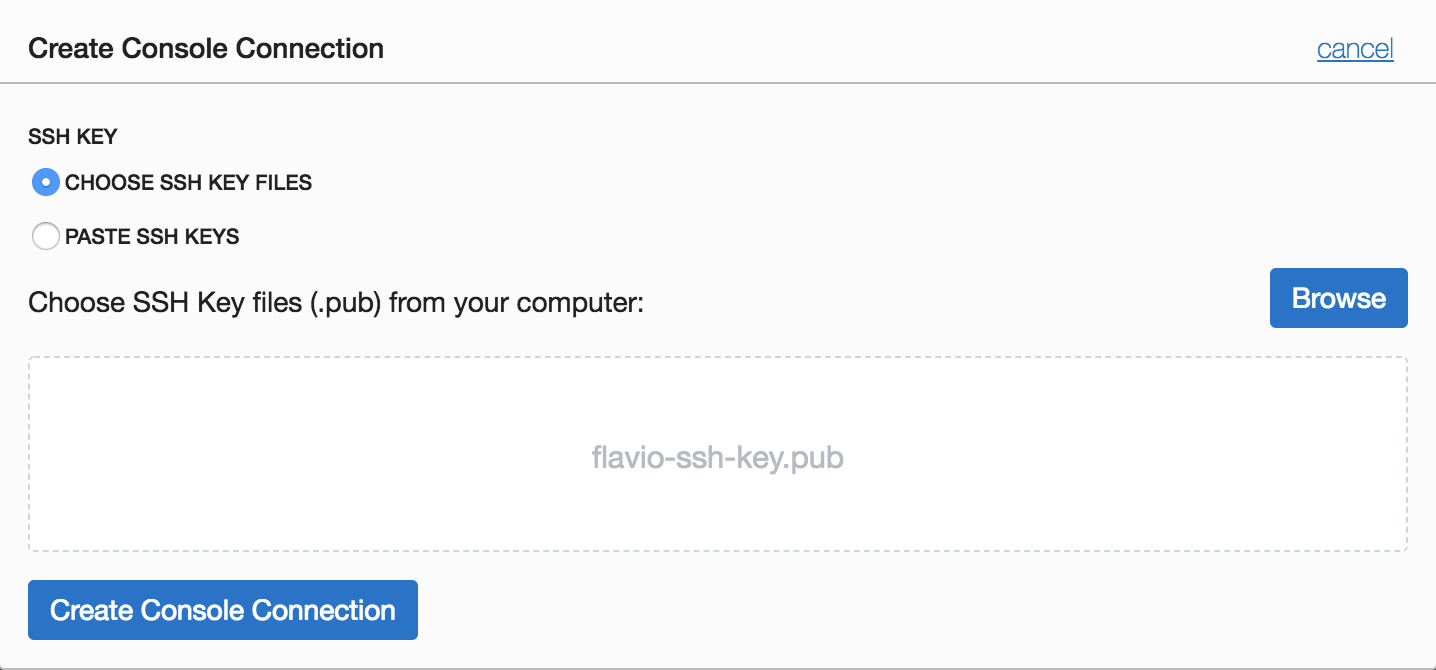 Create Console Connection
cancel
SSH KEY
CHOOSE SSH KEY FILES
PASTE SSH KEYS
Choose SSH Key files (.pub) from your computer:
Browse
flavio-ssh-key.pub
Create Console Connection